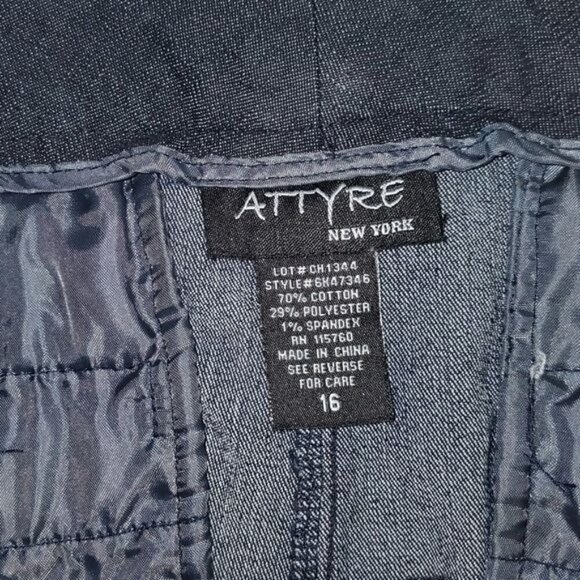 ATTYRE
NEW YORK
LOT# CH1344
STYLE#6K47346
70% COTTON
29% POLYESTER
1% SPANDEX
RN 115760
MADE IN CHINA
SEE REVERSE
FOR CARE
16